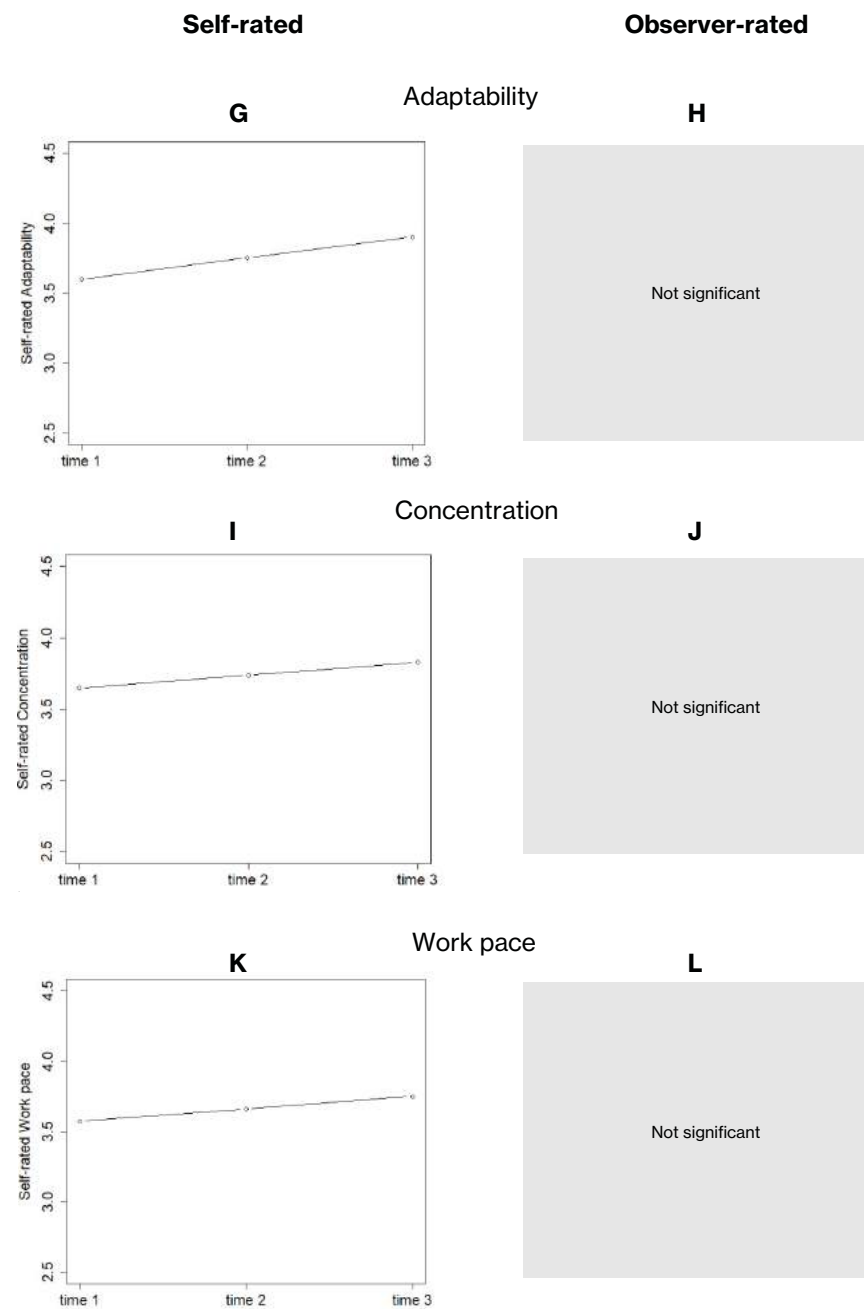 Self-rated
Observer-rated
Adaptability
G
H
4.5
4.0
3.5
3.0
2.5
Self-rated Adaptability
time 1
time 2
time 3
Not significant
Concentration
I
J
4.5
4.0
3.5
3.0
2.5
Self-rated Concentration
time 1
time 2
time 3
Not significant
Work pace
K
L
4.5
4.0
3.5
3.0
2.5
Self-rated Work pace
time 1
time 2
time 3
Not significant